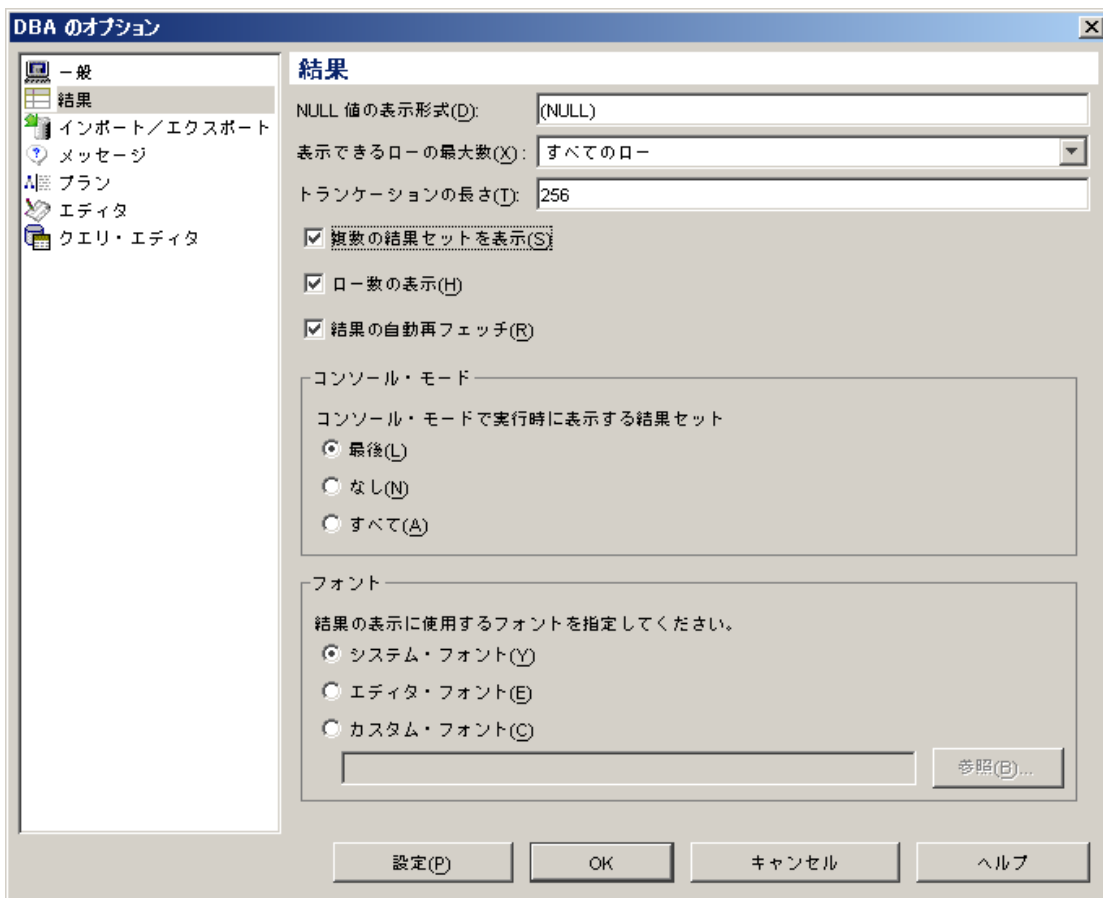 DBA のオプション
一般
結果
インポート／エクスポート
メッセージ
プラン
エディタ
クエリ・エディタ
結果
NULL 値の表示形式(D):
(NULL)
表示できるローの最大数(X):
すべてのロー
トランケーションの長さ(T):
256
複数の結果セットを表示(S)
ロー数の表示(H)
結果の自動再フェッチ(R)
コンソール・モード
コンソール・モードで実行時に表示する結果セット
最後(L)
なし(N)
すべて(A)
フォント
結果の表示に使用するフォントを指定してください。
システム・フォント(Y)
エディタ・フォント(E)
カスタム・フォント(C)
参照(B)...
設定(P)
OK
キャンセル
ヘルプ